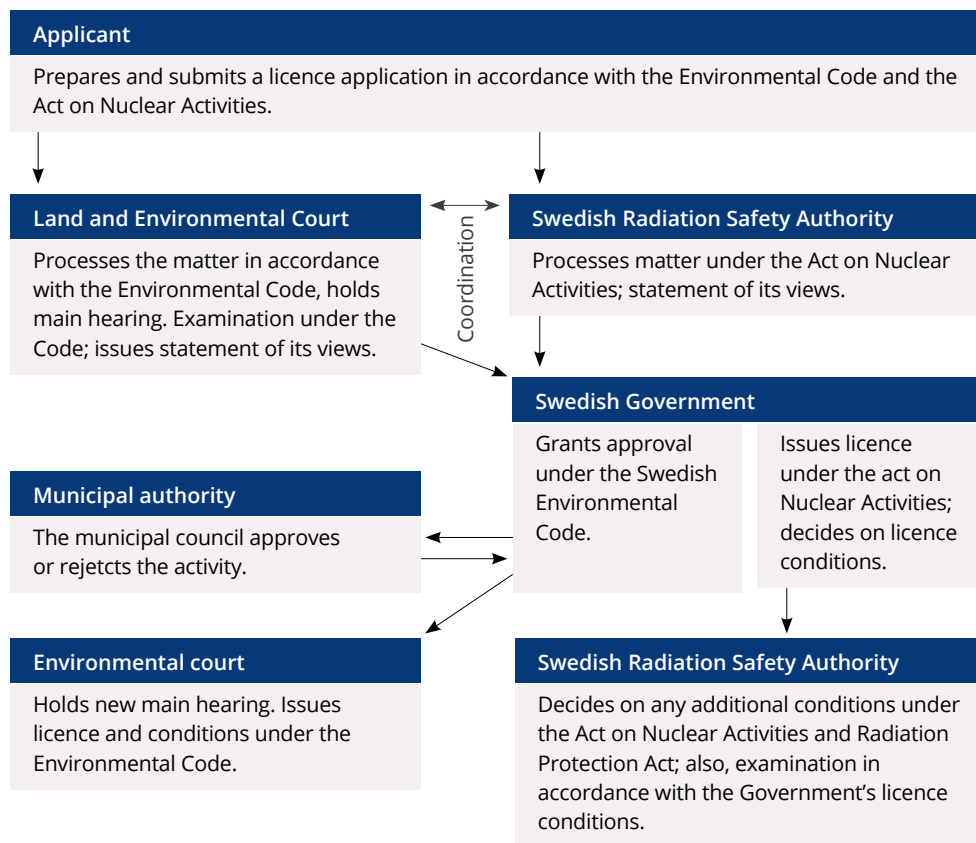 Applicant
Prepares and submits a licence application in accordance with the Environmental Code and the
Act on Nuclear Activities.
Land and Environmental Court
Processes the matter in accordance
with the Environmental Code, holds
main hearing. Examination under the
Code; issues statement of its views.
Coordination
Swedish Radiation Safety Authority
Processes matter under the Act on Nuclear
Activities; statement of its views.
Swedish Government
Grants approval
under the Swedish
Environmental
Code.
Issues licence
under the act on
Nuclear Activities;
decides on licence
conditions.
Municipal authority
The municipal council approves
or rejetcts the activity.
Environmental court
Holds new main hearing. Issues
licence and conditions under the
Environmental Code.
Swedish Radiation Safety Authority
Decides on any additional conditions under
the Act on Nuclear Activities and Radiation
Protection Act; also, examination in
accordance with the Government’s licence
conditions.